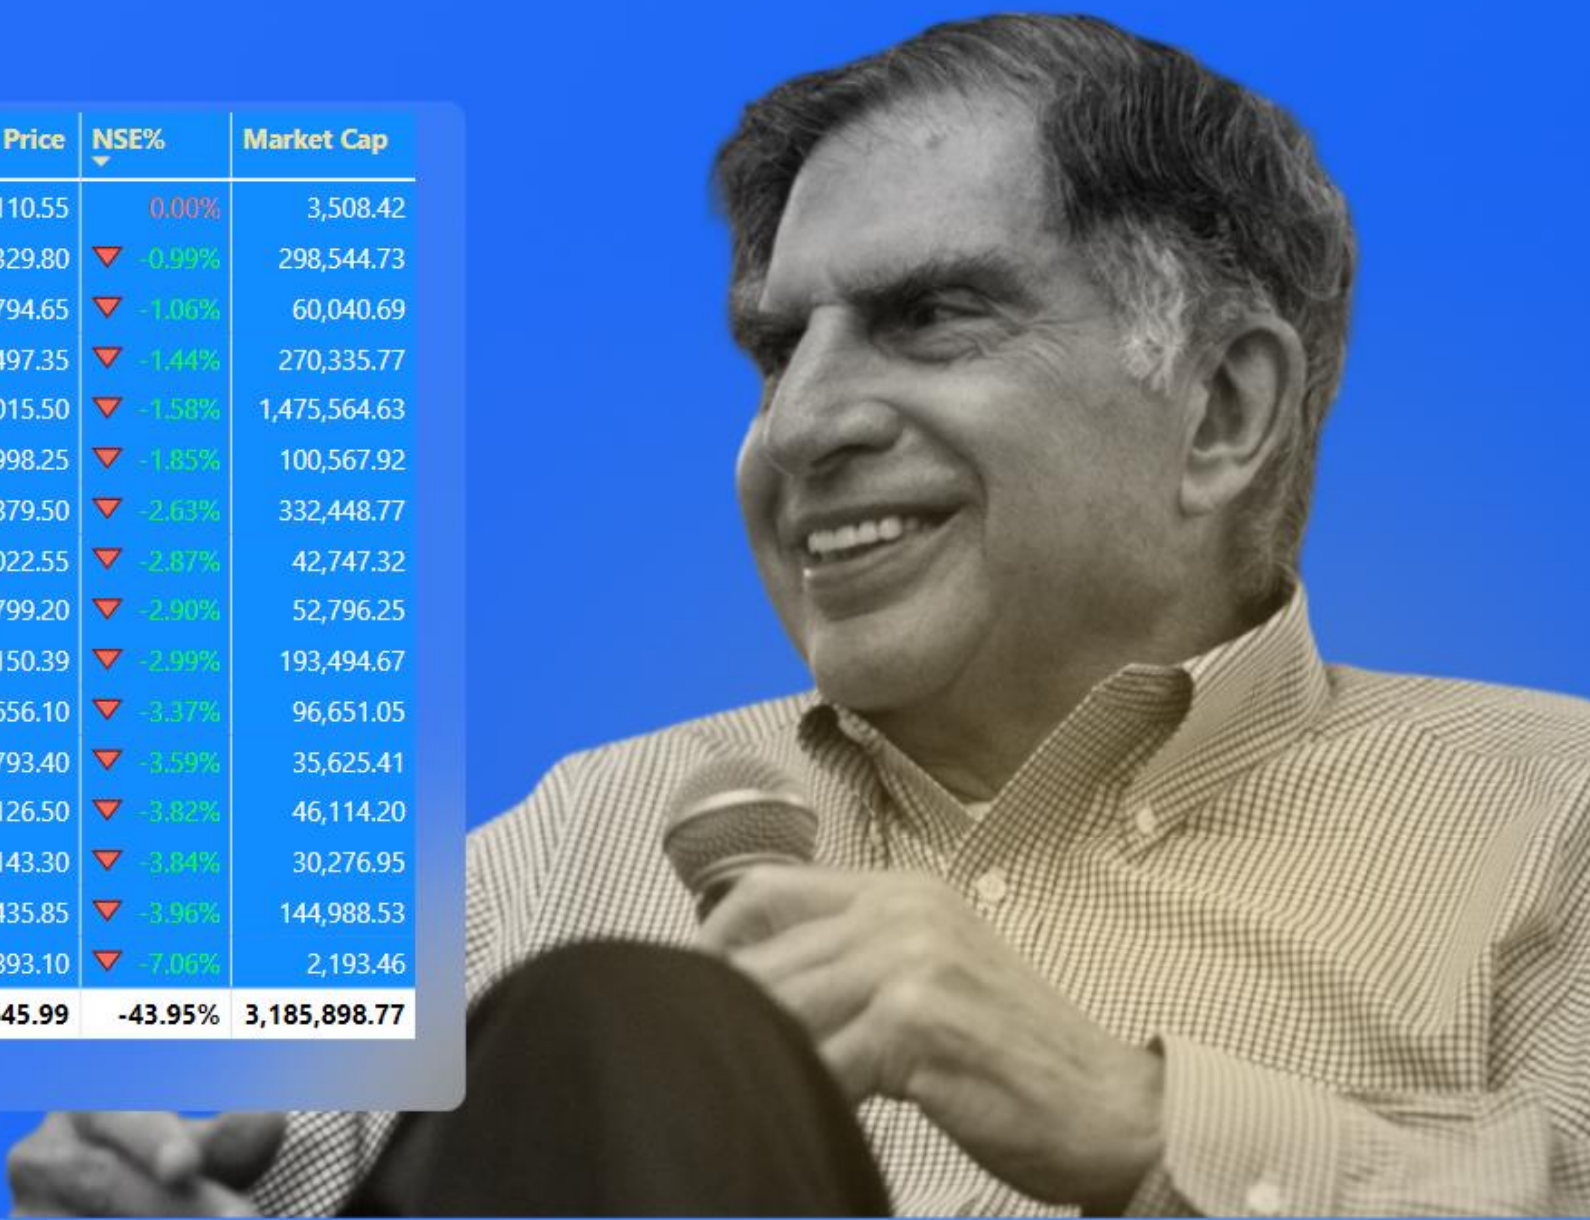 Price NSE% Market Cap
110.55 0.00% 3,508.42
329.80 -0.99% 298,544.73
794.65 -1.06% 60,040.69
497.35 -1.44% 270,335.77
015.50 -1.58% 1,475,564.63
998.25 -1.85% 100,567.92
379.50 -2.63% 332,448.77
022.55 -2.87% 42,747.32
799.20 -2.90% 52,796.25
150.39 -2.99% 193,494.67
656.10 -3.37% 96,651.05
793.40 -3.59% 35,625.41
126.50 -3.82% 46,114.20
143.30 -3.84% 30,276.95
435.85 -3.96% 144,988.53
893.10 -7.06% 2,193.46
45.99 -43.95% 3,185,898.77